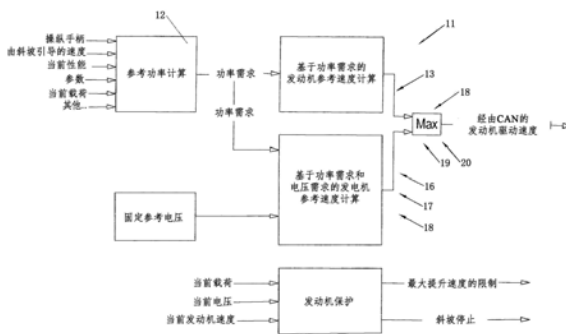 操纵手柄
由斜坡引导的速度
当前性能
参数
当前载荷
其他
12
参考功率计算
功率需求
功率需求
基于功率需求的
发动机参考速度计算
11
13
18
Max
经由CAN的
发动机驱动速度
19
20
基于功率需求和
电压需求的发电机
参考速度计算
16
17
18
固定参考电压
当前载荷
当前电压
当前发动机速度
发动机保护
最大提升速度的限制
斜坡停止